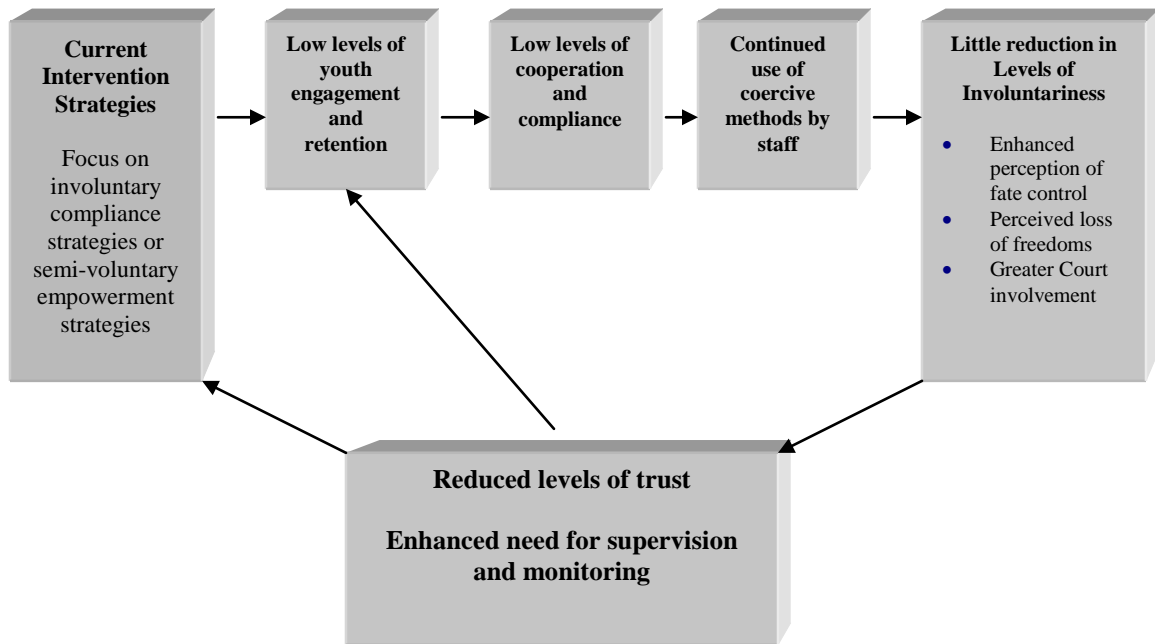 Current
Intervention
Strategies
Focus on
involuntary
compliance
strategies or
semi-voluntary
empowerment
strategies
Low levels of
youth
engagement
and
retention
Low levels of
cooperation
and
compliance
Continued
use of
coercive
methods by
staff
Little reduction in
Levels of
Involuntariness
• Enhanced
perception of
fate control
• Perceived loss
of freedoms
• Greater Court
involvement
Reduced levels of trust
Enhanced need for supervision
and monitoring